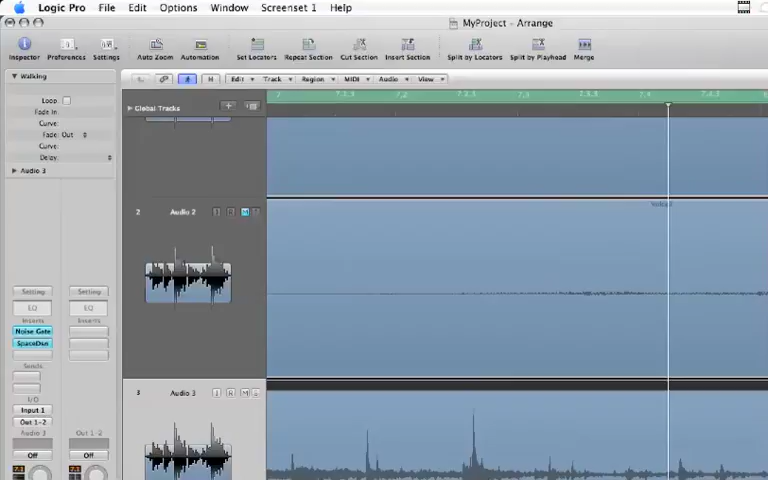 Logic Pro File Edit Options Window Screenset 1 Help
MyProject - Arrange
Inspector Preferences Settings Auto Zoom Automation Set Locators Repeat Section Cut Section Insert Section Split by Locators Split by Playhead Merge
Walking
Edit Track Region MIDI Audio View
Loop:
Global Tracks
Fade In:
Curve:
Fade: Out
Curve:
Delay:
Audio 3
2 Audio 2 I R M S
Setting Setting
EQ EQ
Inserts Inserts
Noise Gate
SpaceDsn
Sends
I/O
Input 1
Out 1-2
Audio 3 Out 1-2
Off Off
3 Audio 3 I R M S